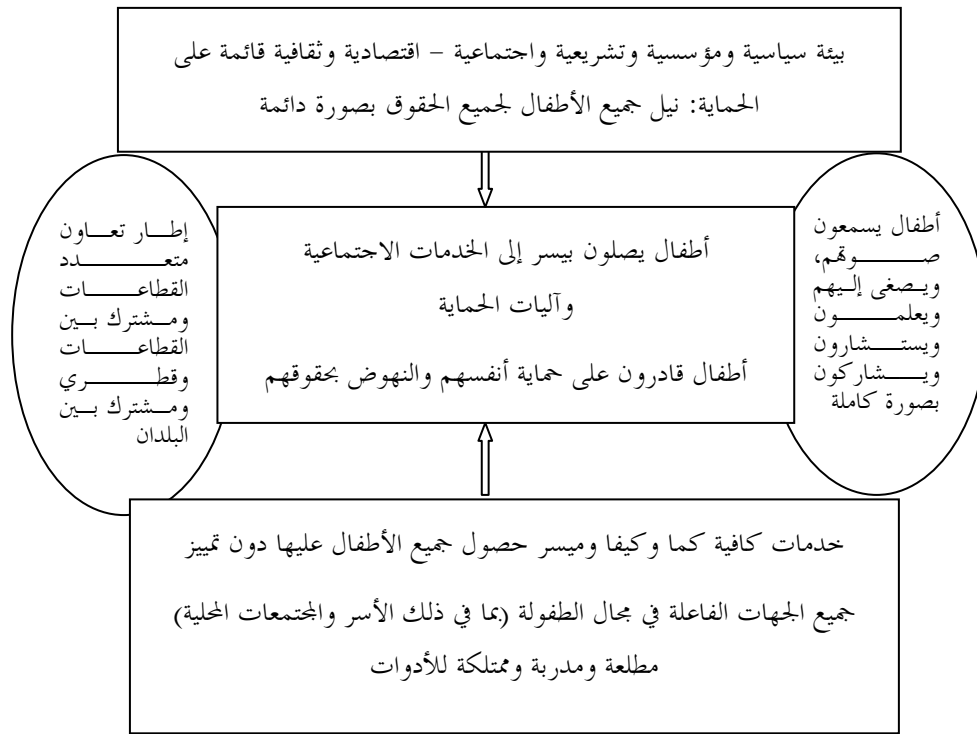 بيئة سياسية ومؤسسية وتشريعية واجتماعية – اقتصادية وثقافية قائمة على
الحماية: نيل جميع الأطفال لجميع الحقوق بصورة دائمة
أطفال يسمعون
صوتهم،
ويصغى إليهم
ويعلمون
ويستشارون
ويشاركون
بصورة كاملة
أطفال يصلون بيسر إلى الخدمات الاجتماعية
وآليات الحماية
أطفال قادرون على حماية أنفسهم والنهوض بحقوقهم
إطار تعاون
متعدد
القطاعات
ومشترك بين
القطاعات
وقطري
ومشترك بين
البلدان
خدمات كافية كما وكيفا وميسر حصول جميع الأطفال عليها دون تمييز
جميع الجهات الفاعلة في مجال الطفولة (بما في ذلك الأسر والمجتمعات المحلية)
مطلعة ومدربة وممتلكة للأدوات